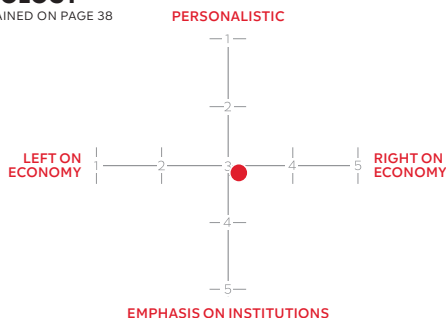 AINED ON PAGE 38
PERSONALISTIC
1
2
LEFT ON
ECONOMY
1
2
3
4
5
RIGHT ON
ECONOMY
4
5
EMPHASIS ON INSTITUTIONS